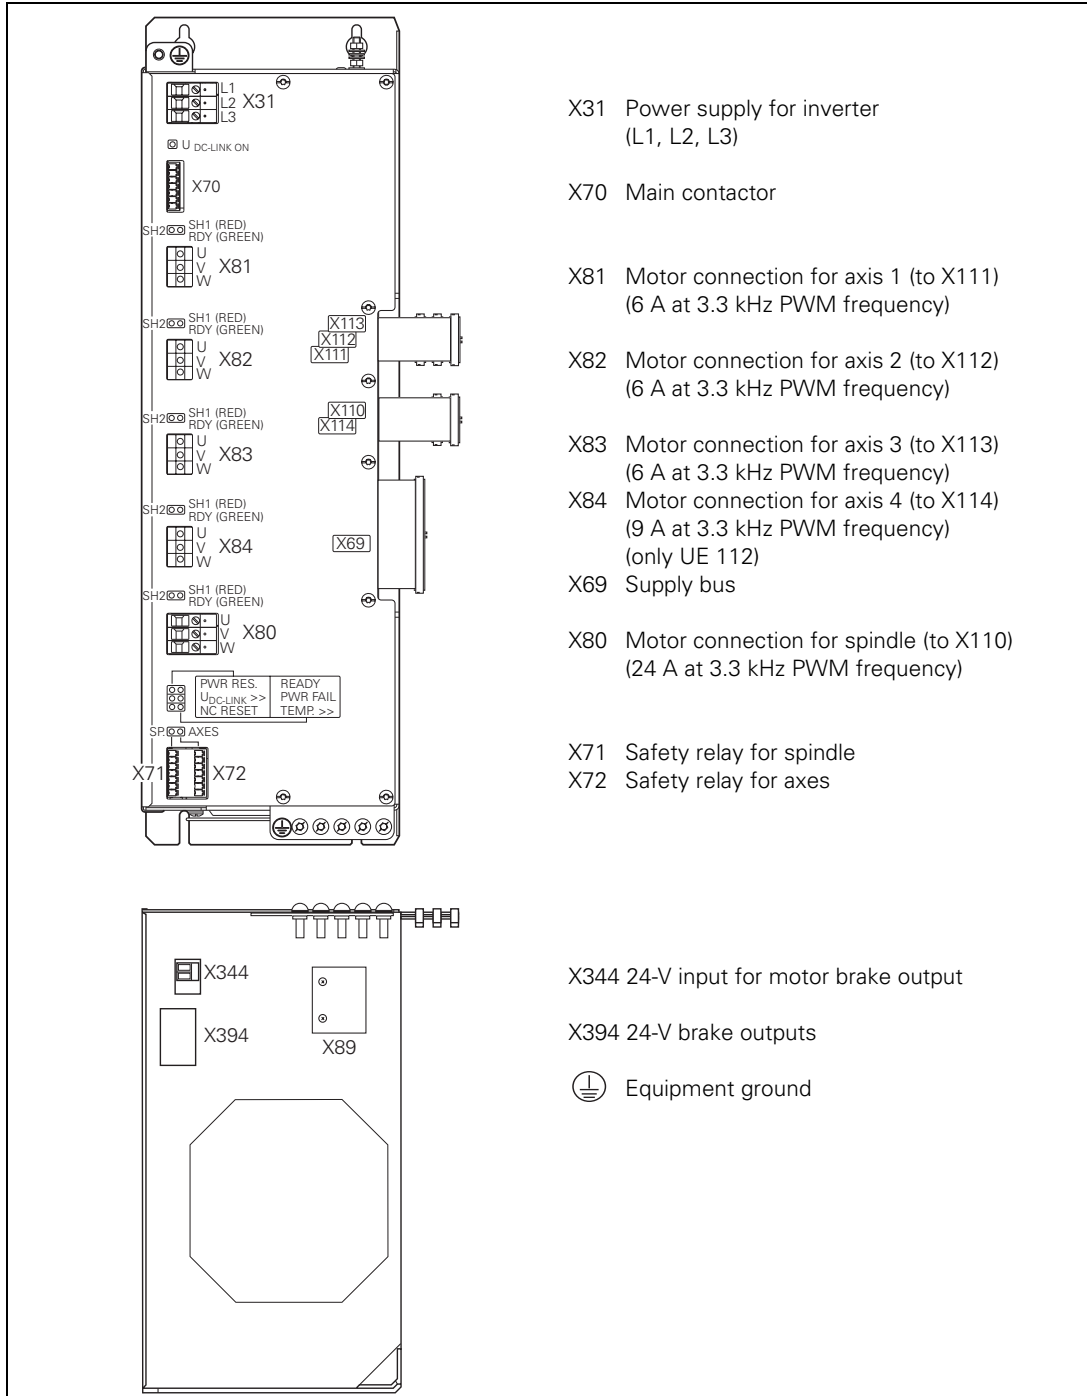 L1
L2 X31
L3
U DC-LINK ON
X70
SH2 SH1 (RED)
RDY (GREEN)
U
V X81
W
SH2 SH1 (RED)
RDY (GREEN)
U
V X82
W
SH2 SH1 (RED)
RDY (GREEN)
U
V X83
W
SH2 SH1 (RED)
RDY (GREEN)
U
V X84
W
SH2 SH1 (RED)
RDY (GREEN)
U
V X80
W
PWR RES. READY
UDC-LINK >> PWR FAIL
NC RESET TEMP. >>
SP. AXES
X71 X72
X113
X112
X111
X110
X114
X69
X31 Power supply for inverter
(L1, L2, L3)
X70 Main contactor
X81 Motor connection for axis 1 (to X111)
(6 A at 3.3 kHz PWM frequency)
X82 Motor connection for axis 2 (to X112)
(6 A at 3.3 kHz PWM frequency)
X83 Motor connection for axis 3 (to X113)
(6 A at 3.3 kHz PWM frequency)
X84 Motor connection for axis 4 (to X114)
(9 A at 3.3 kHz PWM frequency)
(only UE 112)
X69 Supply bus
X80 Motor connection for spindle (to X110)
(24 A at 3.3 kHz PWM frequency)
X71 Safety relay for spindle
X72 Safety relay for axes
X344
X394
X89
X344 24-V input for motor brake output
X394 24-V brake outputs
Equipment ground